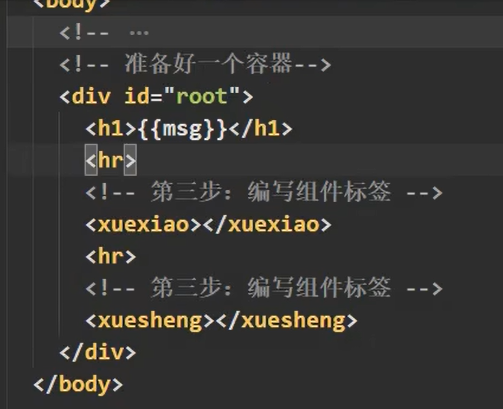 <body>
<!-- ...
<!-- 准备好一个容器-->
<div id="root">
<h1>{{msg}}</h1>
<hr>
<!-- 第三步：编写组件标签 -->
<xuexiao></xuexiao>
<hr>
<!-- 第三步：编写组件标签 -->
<xuesheng></xuesheng>
</div>
</body>